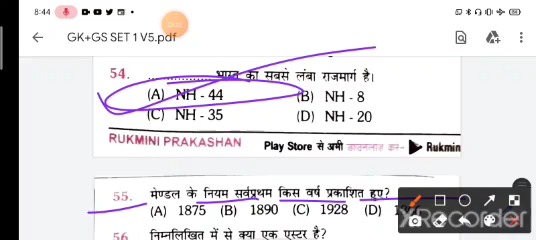 8:44
GK+GS SET 1 V5.pdf
54. ................भारत का सबसे लंबा राजमार्ग है।
(A) NH - 44 (B) NH - 8
(C) NH - 35 (D) NH - 20
RUKMINI PRAKASHAN Play Store से अभी डाउनलोड करें- Rukmin
55. मेण्डल के नियम सर्वप्रथम किस वर्ष प्रकाशित हुए?
(A) 1875 (B) 1890 (C) 1928 (D)
56 निम्नलिखित में से क्या एक एस्टर है?